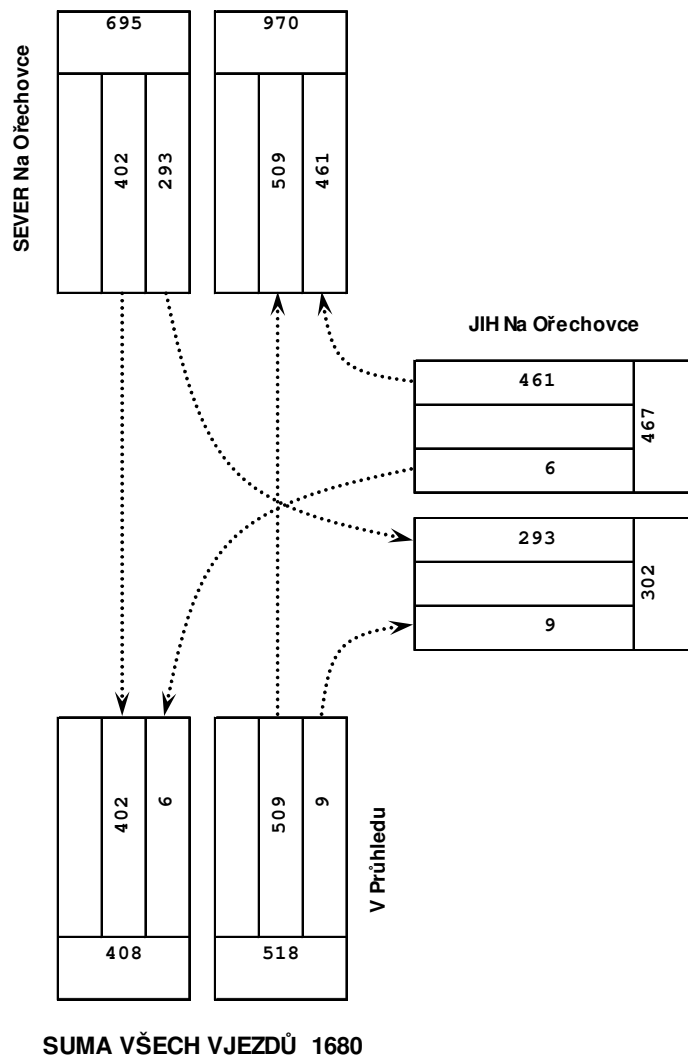 695 970
SEVER Na Ořechovce
402 293 509 461
JIH Na Ořechovce
461
467
6
293
302
9
402 6 509 9
V Průhledu
408 518
SUMA VŠECH VJEZDŮ 1680